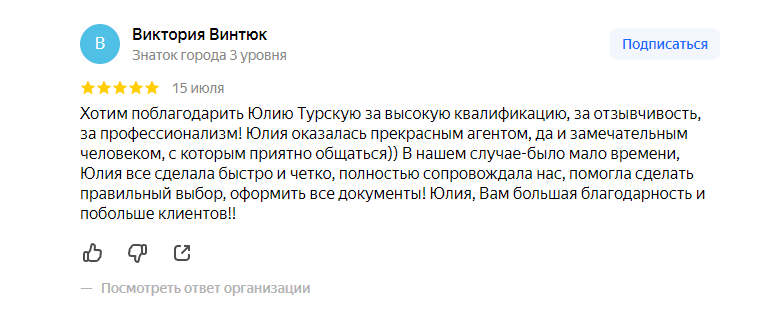 В
Виктория Винтюк
Знаток города 3 уровня
Подписаться
15 июля
Хотим поблагодарить Юлию Турскую за высокую квалификацию, за отзывчивость,
за профессионализм! Юлия оказалась прекрасным агентом, да и замечательным
человеком, с которым приятно общаться)) В нашем случае-было мало времени,
Юлия все сделала быстро и четко, полностью сопровождала нас, помогла сделать
правильный выбор, оформить все документы! Юлия, Вам большая благодарность и
побольше клиентов!!
— Посмотреть ответ организации